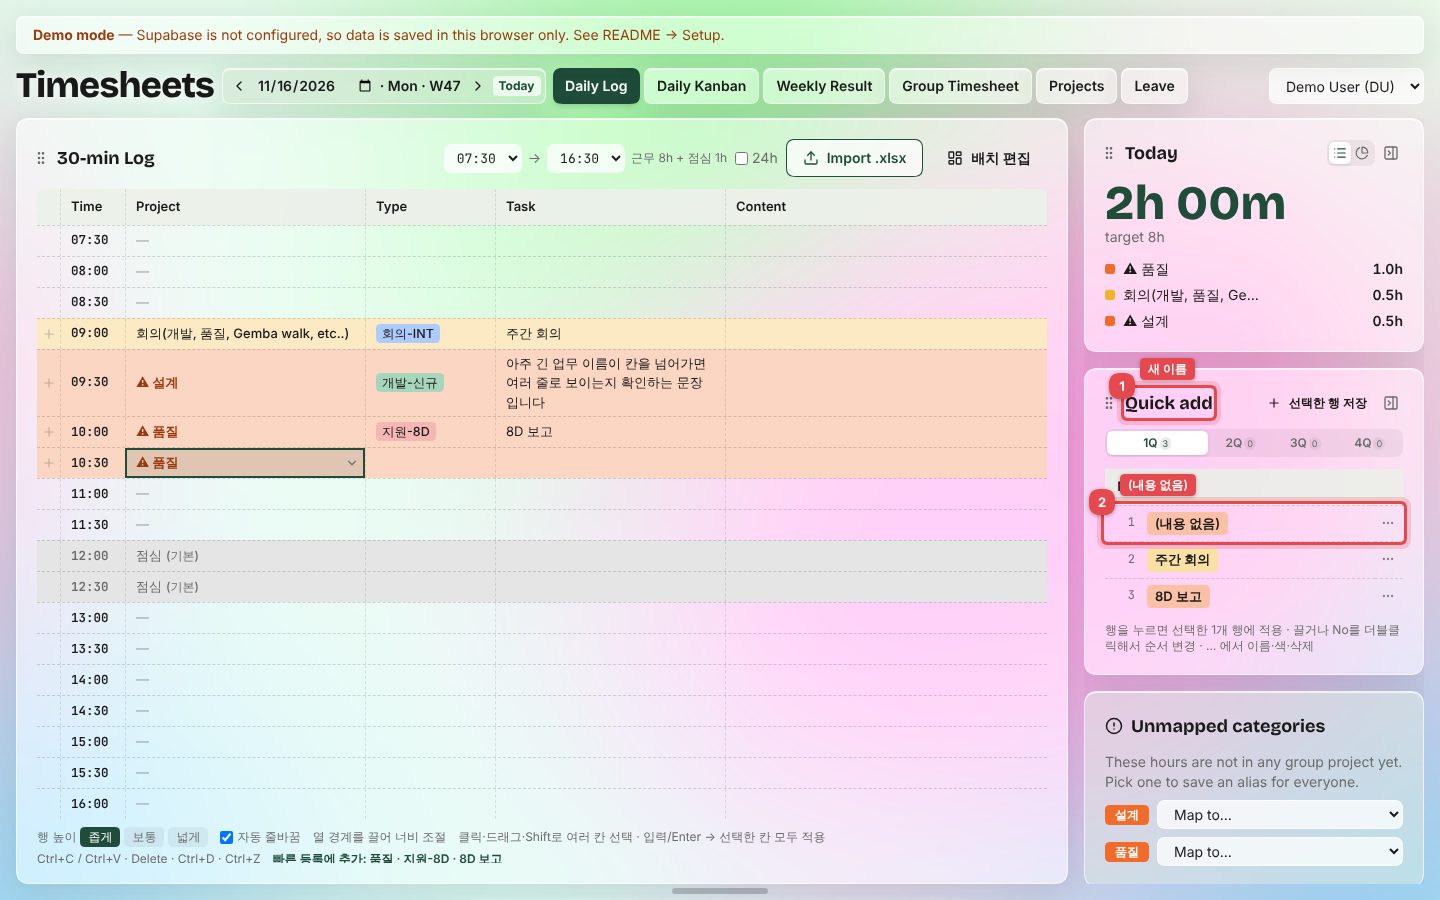 Demo mode — Supabase is not configured, so data is saved in this browser only. See README → Setup.
Timesheets
11/16/2026 · Mon · W47 Today
Daily Log
Daily Kanban
Weekly Result
Group Timesheet
Projects
Leave
Demo User (DU)
30-min Log
07:30 → 16:30 근무 8h + 점심 1h 24h
Import .xlsx
배치 편집
Time Project Type Task Content
07:30 —
08:00 —
08:30 —
+ 09:00 회의(개발, 품질, Gemba walk, etc..) 회의-INT 주간 회의
+ 09:30 설계 개발-신규 아주 긴 업무 이름이 칸을 넘어가면
여러 줄로 보이는지 확인하는 문장
입니다
+ 10:00 품질 지원-8D 8D 보고
+ 10:30 품질
11:00 —
11:30 —
12:00 점심 (기본)
12:30 점심 (기본)
13:00 —
13:30 —
14:00 —
14:30 —
15:00 —
15:30 —
16:00 —
행 높이 좁게 보통 넓게 자동 줄바꿈 열 경계를 끌어 너비 조절 클릭·드래그·Shift로 여러 칸 선택 · 입력/Enter → 선택한 칸 모두 적용
Ctrl+C / Ctrl+V · Delete · Ctrl+D · Ctrl+Z 빠른 등록에 추가: 품질 · 지원-8D · 8D 보고
Today
2h 00m
target 8h
품질 1.0h
회의(개발, 품질, Ge... 0.5h
설계 0.5h
새 이름
1
Quick add
+ 선택한 행 저장
1Q 3
2Q 0
3Q 0
4Q 0
(내용 없음)
2
1 (내용 없음) ...
2 주간 회의 ...
3 8D 보고 ...
행을 누르면 선택한 1개 행에 적용 · 끌거나 No를 더블클
릭해서 순서 변경 · ... 에서 이름·색·삭제
Unmapped categories
These hours are not in any group project yet.
Pick one to save an alias for everyone.
설계 Map to...
품질 Map to...